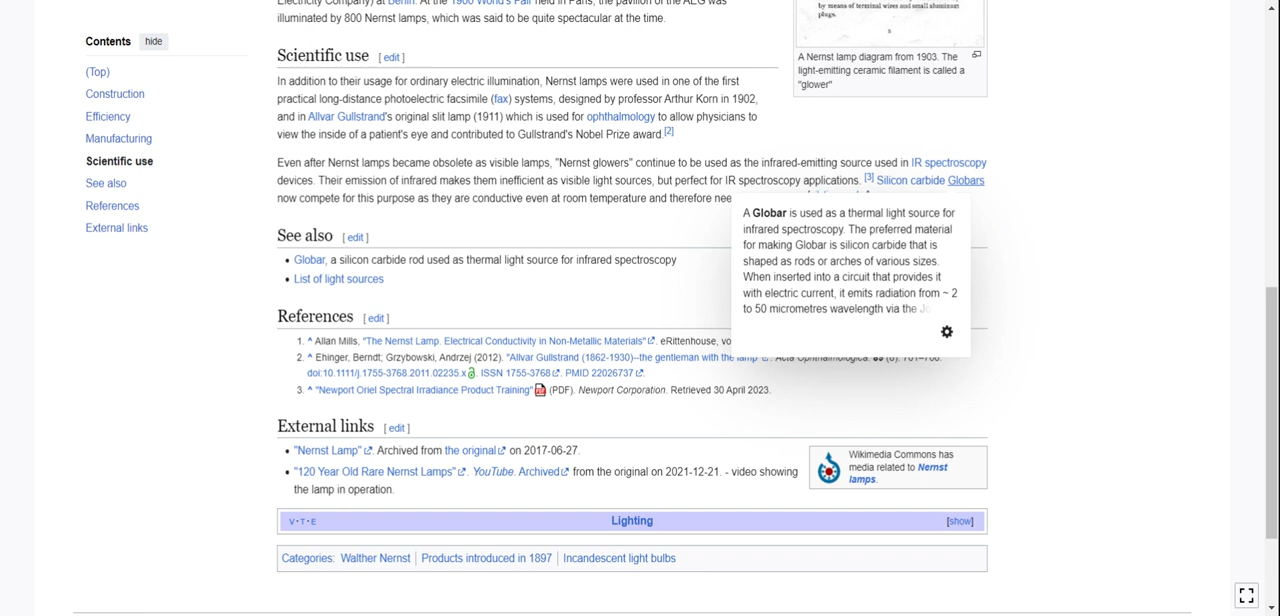 Electricity Company) at Berlin. At the 1900 World's Fair held in Paris, the pavilion of the AEG was
illuminated by 800 Nernst lamps, which was said to be quite spectacular at the time.
by means of terminal wires and small aluminum
plugs.
A Nernst lamp diagram from 1903. The
light-emitting ceramic filament is called a
"glower"
Contents hide
(Top)
Construction
Efficiency
Manufacturing
Scientific use
See also
References
External links
Scientific use [ edit ]
In addition to their usage for ordinary electric illumination, Nernst lamps were used in one of the first
practical long-distance photoelectric facsimile (fax) systems, designed by professor Arthur Korn in 1902,
and in Allvar Gullstrand's original slit lamp (1911) which is used for ophthalmology to allow physicians to
view the inside of a patient's eye and contributed to Gullstrand's Nobel Prize award.[2]
Even after Nernst lamps became obsolete as visible lamps, "Nernst glowers" continue to be used as the infrared-emitting source used in IR spectroscopy
devices. Their emission of infrared makes them inefficient as visible light sources, but perfect for IR spectroscopy applications. [3] Silicon carbide Globars
now compete for this purpose as they are conductive even at room temperature and therefore nee
A Globar is used as a thermal light source for
infrared spectroscopy. The preferred material
for making Globar is silicon carbide that is
shaped as rods or arches of various sizes.
When inserted into a circuit that provides it
with electric current, it emits radiation from ~ 2
to 50 micrometres wavelength via the Jo
See also [ edit ]
• Globar, a silicon carbide rod used as thermal light source for infrared spectroscopy
• List of light sources
References [ edit ]
1. ^ Allan Mills, "The Nernst Lamp. Electrical Conductivity in Non-Metallic Materials". eRittenhouse, vo
2. ^ Ehinger, Berndt; Grzybowski, Andrzej (2012). "Allvar Gullstrand (1862-1930)--the gentleman with the lamp". Acta Ophthalmologica.
doi:10.1111/j.1755-3768.2011.02235.x. ISSN 1755-3768. PMID 22026737.
3. ^ "Newport Oriel Spectral Irradiance Product Training" (PDF). Newport Corporation. Retrieved 30 April 2023.
External links [ edit ]
• "Nernst Lamp". Archived from the original on 2017-06-27.
• "120 Year Old Rare Nernst Lamps". YouTube. Archived from the original on 2021-12-21. - video showing
the lamp in operation.
Wikimedia Commons has
media related to Nernst
lamps.
V·T·E Lighting [show]
Categories: Walther Nernst | Products introduced in 1897 | Incandescent light bulbs